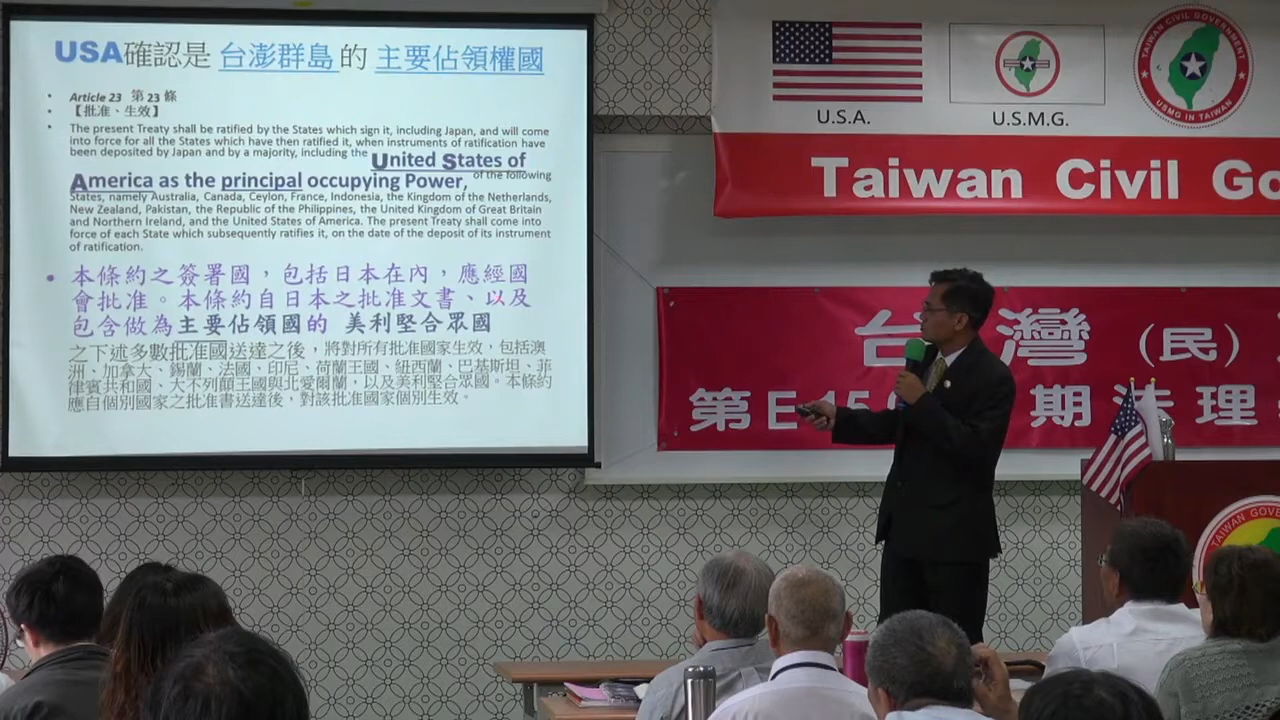 USA確認是 台澎群島 的 主要佔領權國
• Article 23 第 23 條
• 【批准、生效】
• The present Treaty shall be ratified by the States which sign it, including Japan, and will come
into force for all the States which have then ratified it, when instruments of ratification have
been deposited by Japan and by a majority, including the United States of
America as the principal occupying Power, of the following
States, namely Australia, Canada, Ceylon, France, Indonesia, the Kingdom of the Netherlands,
New Zealand, Pakistan, the Republic of the Philippines, the United Kingdom of Great Britain
and Northern Ireland, and the United States of America. The present Treaty shall come into
force of each State which subsequently ratifies it, on the date of the deposit of its instrument
of ratification.
• 本條約之簽署國，包括日本在內，應經國
會批准。本條約自日本之批准文書、以及
包含做為主要佔領國的 美利堅合眾國
之下述多數批准國送達之後，將對所有批准國家生效，包括澳
洲、加拿大、錫蘭、法國、印尼、荷蘭王國、紐西蘭、巴基斯坦、菲
律賓共和國、大不列顛王國與北愛爾蘭，以及美利堅合眾國。本條約
應自個別國家之批准書送達後，對該批准國家個別生效。
U.S.A.
U.S.M.G.
TAIWAN CIVIL GOVERNMENT
USMG IN TAIWAN
Taiwan Civil Go
台灣（民）
第E15 期法理
TAIWAN GOVER